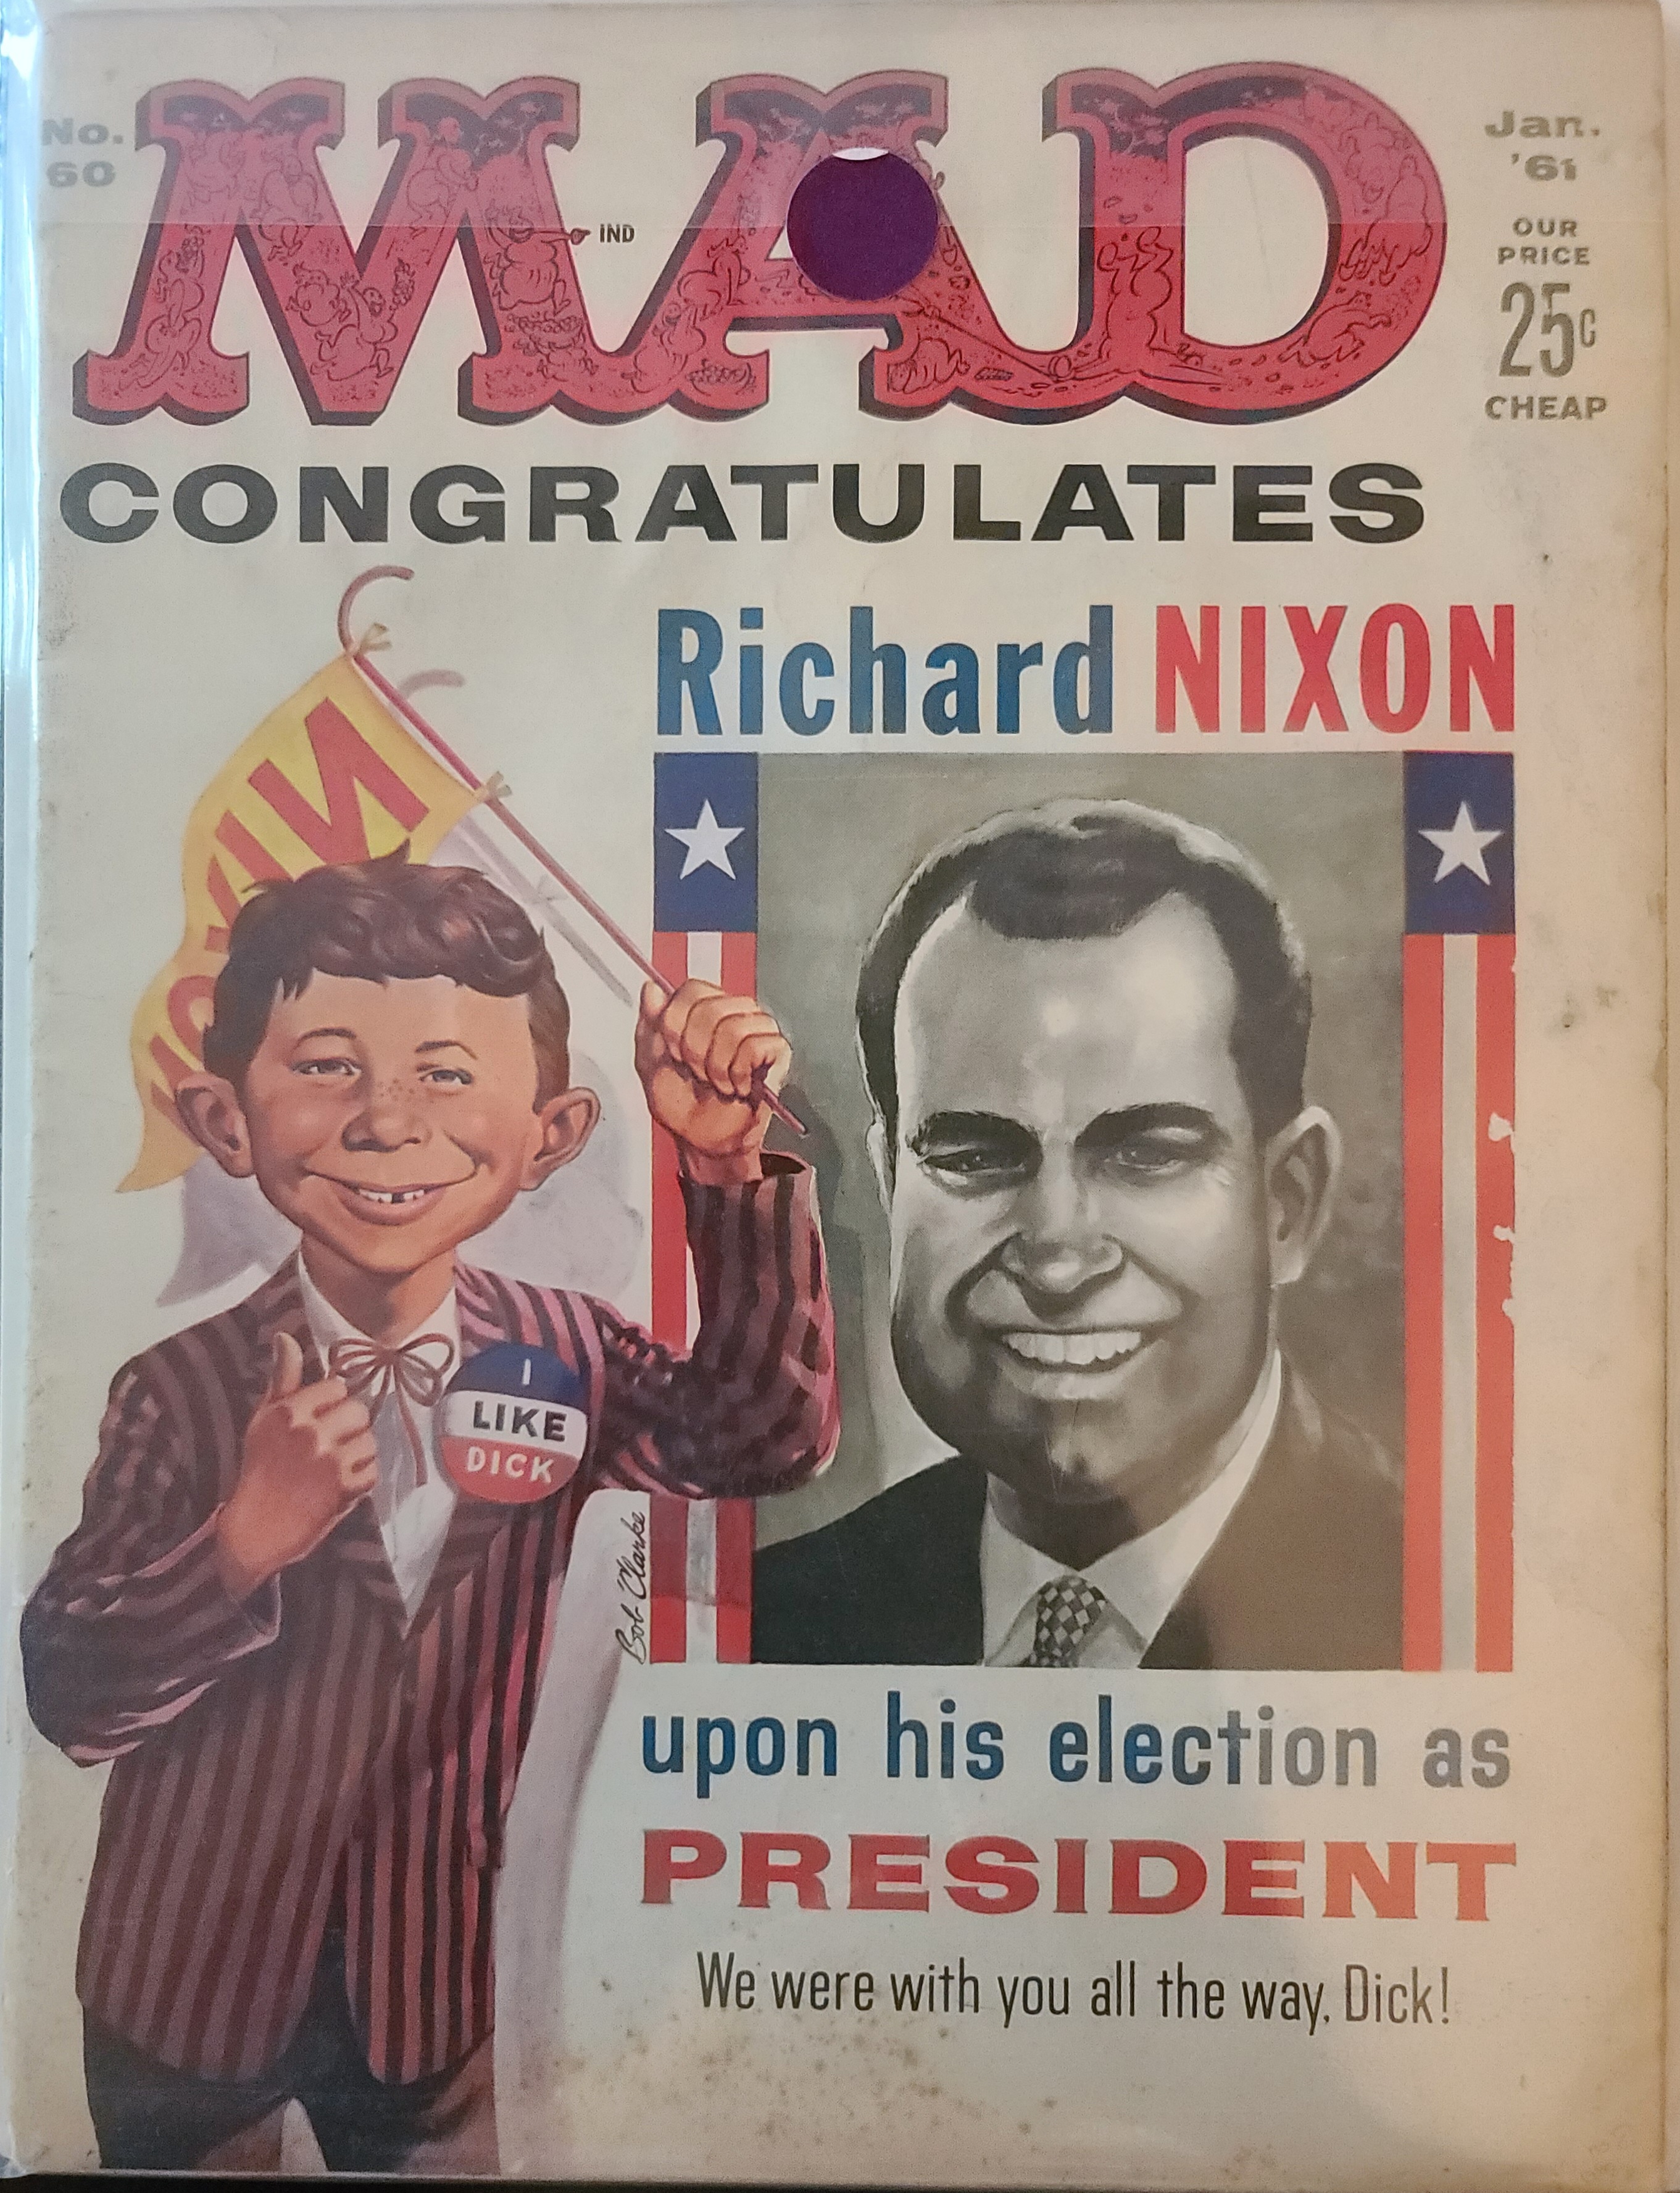 No.
60
MAD
IND
Jan.
'61
OUR
PRICE
25c
CHEAP
CONGRATULATES
Richard NIXON
NIXON
I
LIKE
DICK
Bob Clarke
upon his election as
PRESIDENT
We were with you all the way, Dick!